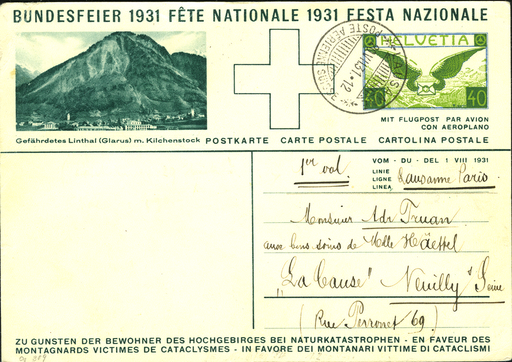 BUNDESFEIER 1931 FÊTE NATIONALE 1931 FESTA NAZIONALE
HELVETIA
40 40
MIT FLUGPOST PAR AVION
CON AEROPLANO
Gefährdetes Linthal (Glarus) m. Kilchenstock
POSTKARTE CARTE POSTALE CARTOLINA POSTALE
VOM - DU - DEL 1 VIII 1931
1er vol.
LINIE
LIGNE
LINEA
Lausanne Paris
Monsieur Adr Truan
aux bons soins de Mlle Häettel
"La Cause" Neuilly s/ Seine
(Rue Perronet 69)
ZU GUNSTEN DER BEWOHNER DES HOCHGEBIRGES BEI NATURKATASTROPHEN - EN FAVEUR DES
MONTAGNARDS VICTIMES DE CATACLYSMES - IN FAVORE DEI MONTANARI VITTIME DI CATACLISMI